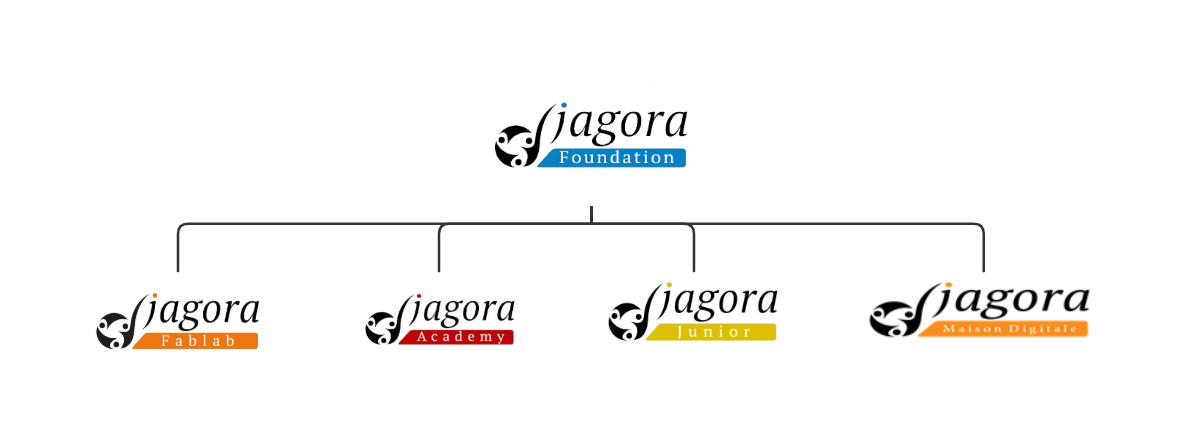 jagora
Foundation
jagora
Fablab
jagora
Academy
jagora
Junior
jagora
Maison Digitale